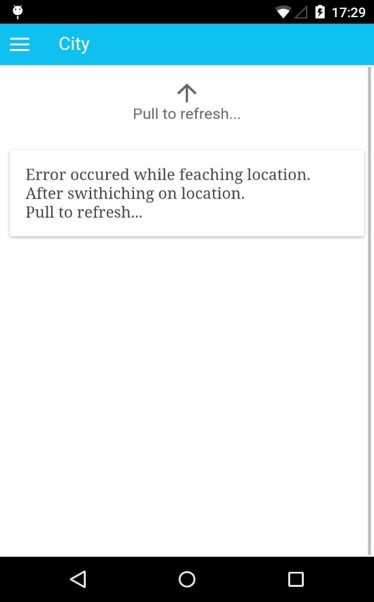 17:29
City
Pull to refresh...
Error occured while feaching location.
After swithiching on location.
Pull to refresh...